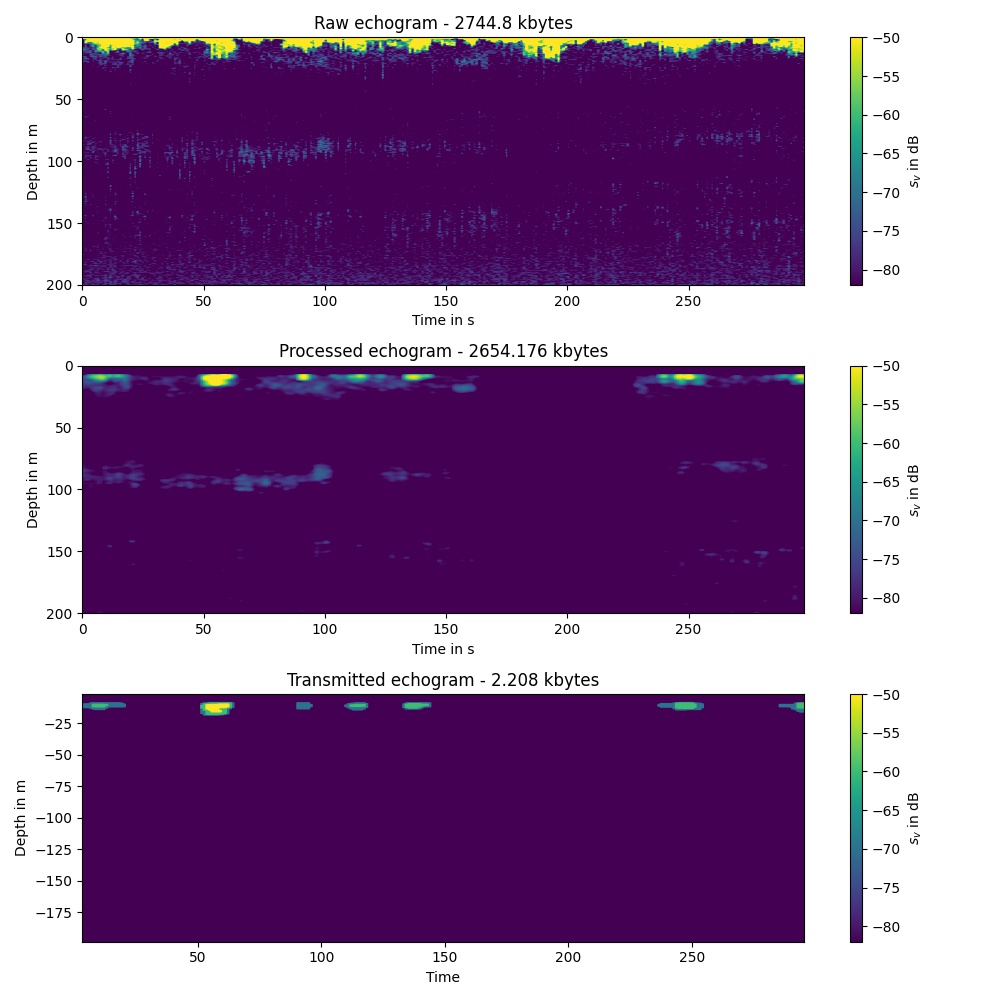 Raw echogram - 2744.8 kbytes
0
50
100
150
200
Depth in m
0 50 100 150 200 250
Time in s
−50
−55
−60
−65
−70
−75
−80
sv in dB
Processed echogram - 2654.176 kbytes
0
50
100
150
200
Depth in m
0 50 100 150 200 250
Time in s
−50
−55
−60
−65
−70
−75
−80
sv in dB
Transmitted echogram - 2.208 kbytes
−25
−50
−75
−100
−125
−150
−175
Depth in m
50 100 150 200 250
Time
−50
−55
−60
−65
−70
−75
−80
sv in dB